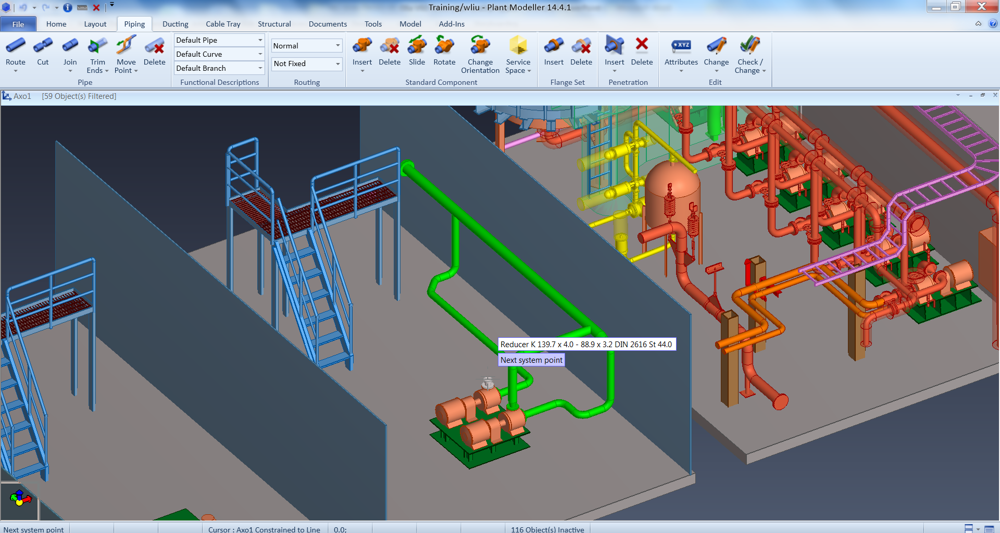 Training/wliu - Plant Modeller 14.4.1
File Home Layout Piping Ducting Cable Tray Structural Documents Tools Model Add-Ins
Route Cut Join Trim Ends Move Point Delete
Pipe
Default Pipe
Default Curve
Default Branch
Functional Descriptions
Normal
Not Fixed
Routing
Insert Delete Slide Rotate Change Orientation Service Space
Standard Component
Insert Delete
Flange Set
Insert Delete
Penetration
XYZ
Attributes Change Check / Change
Edit
Axo1 [59 Object(s) Filtered]
Reducer K 139.7 x 4.0 - 88.9 x 3.2 DIN 2616 St 44.0
Next system point
Next system point Cursor : Axo1 Constrained to Line 0.0; 116 Object(s) Inactive